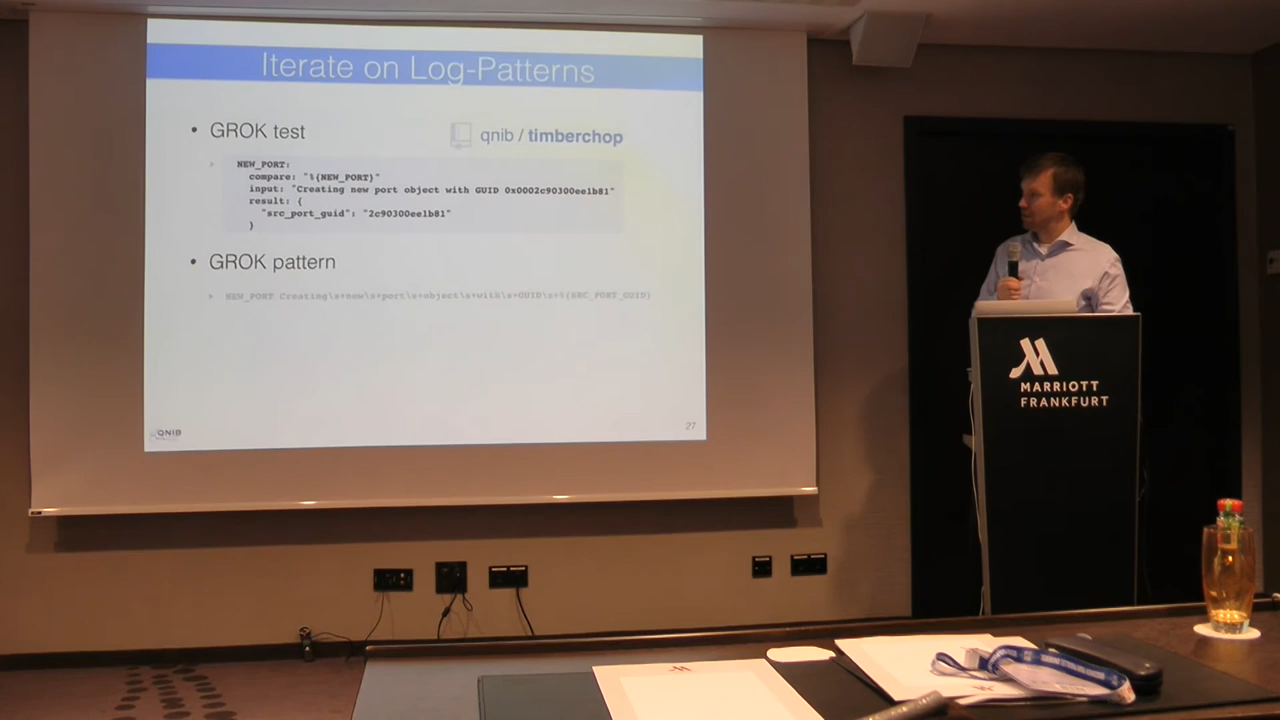 Iterate on Log-Patterns
• GROK test
qnib / timberchop
NEW_PORT:
compare: "%{NEW_PORT}"
input: "Creating new port object with GUID 0x0002c90300ee1b81"
result: {
"src_port_guid": "2c90300ee1b81"
}
• GROK pattern
NEW_PORT Creating\s+new\s+port\s+object\s+with\s+GUID\s+%{SRC_PORT_GUID}
QNIB
27
MARRIOTT
FRANKFURT